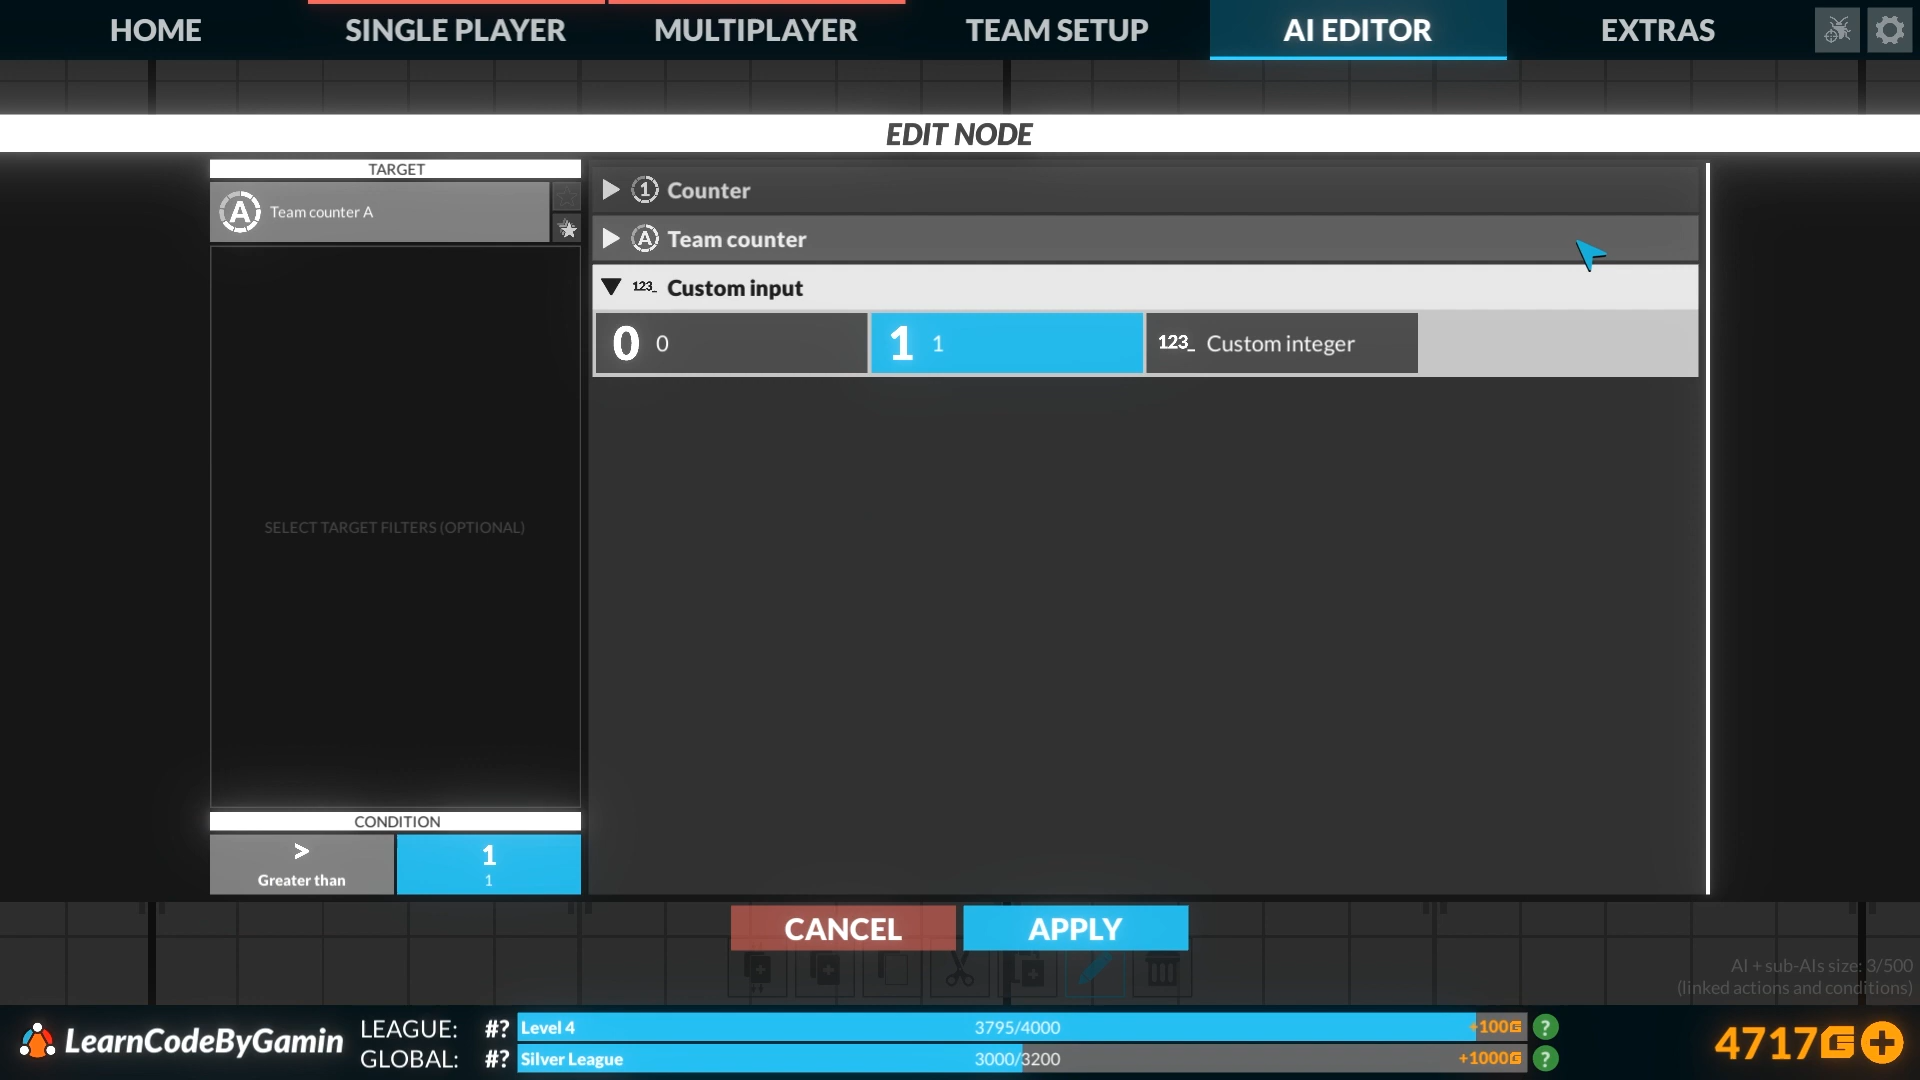 HOME SINGLE PLAYER MULTIPLAYER TEAM SETUP AI EDITOR EXTRAS
EDIT NODE
TARGET
A Team counter A
SELECT TARGET FILTERS (OPTIONAL)
CONDITION
> 1
Greater than 1
1 Counter
A Team counter
123_ Custom input
0 0 1 1 123_ Custom integer
CANCEL APPLY
AI + sub-AIs size: 3/500
(linked actions and conditions)
LearnCodeByGamin
LEAGUE: #? Level 4 3795/4000 +100G ?
GLOBAL: #? Silver League 3000/3200 +1000G ?
4717G